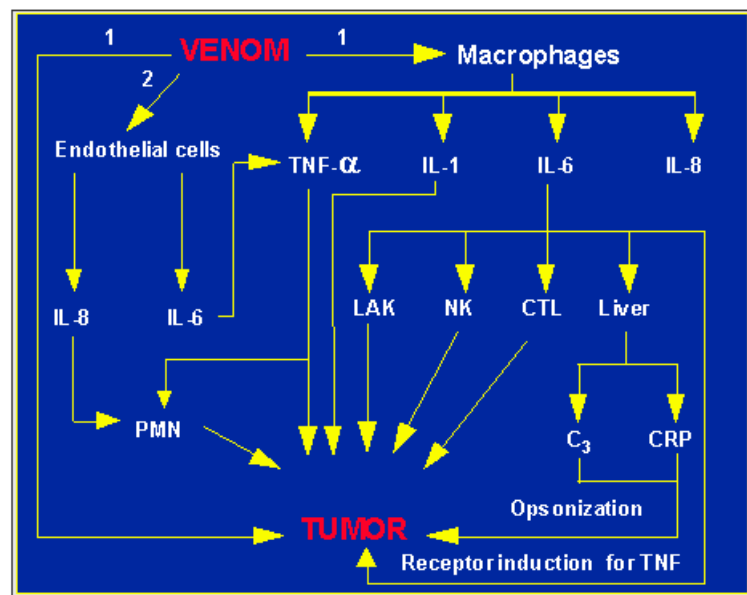 1
VENOM
1
Macrophages
2
Endothelial cells
TNF-α
IL-1
IL-6
IL-8
IL-8
IL-6
LAK
NK
CTL
Liver
PMN
C3
CRP
Opsonization
TUMOR
Receptor induction for TNF